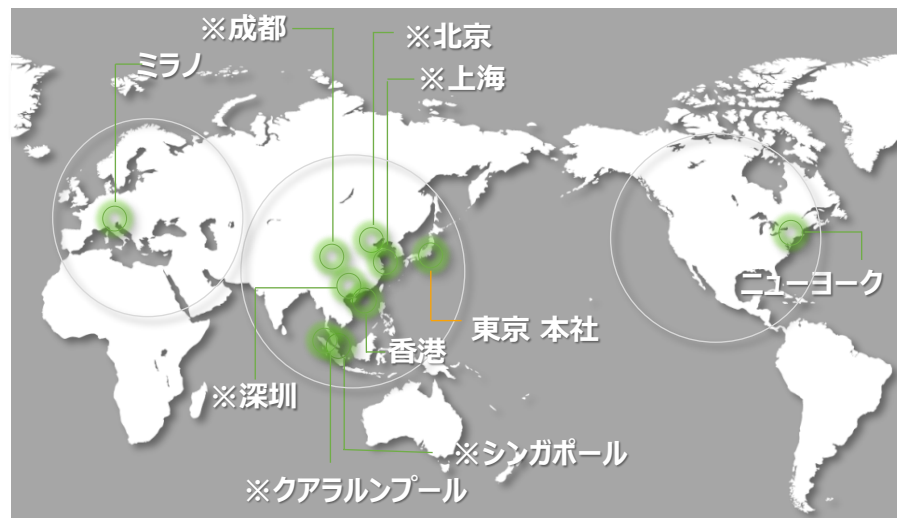 ※成都
※北京
ミラノ
※上海
ニューヨーク
東京 本社
香港
※深圳
※シンガポール
※クアラルンプール